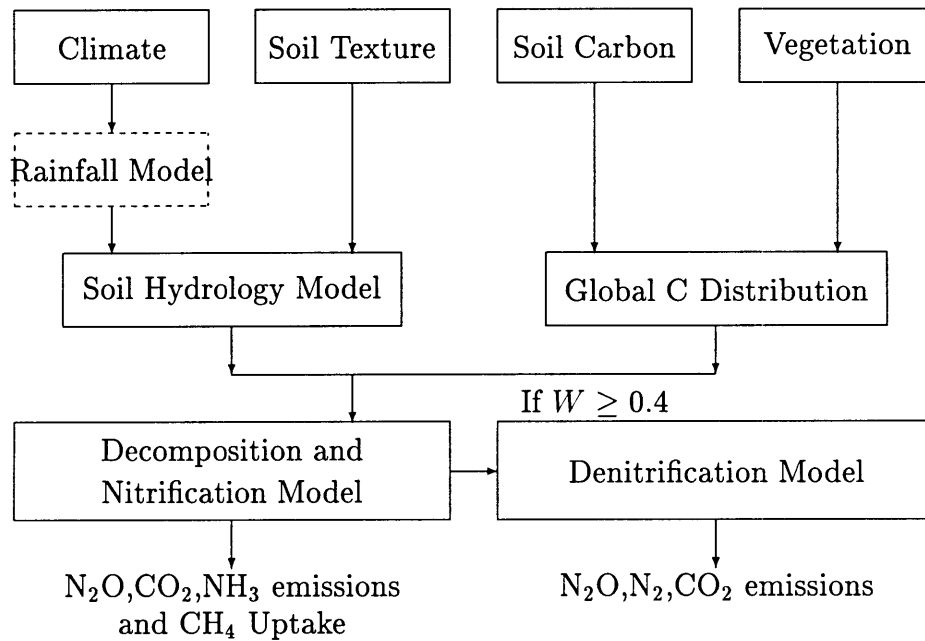 Climate
Soil Texture
Soil Carbon
Vegetation
Rainfall Model
Soil Hydrology Model
Global C Distribution
If W ≥ 0.4
Decomposition and
Nitrification Model
Denitrification Model
N₂O,CO₂,NH₃ emissions
and CH₄ Uptake
N₂O,N₂,CO₂ emissions